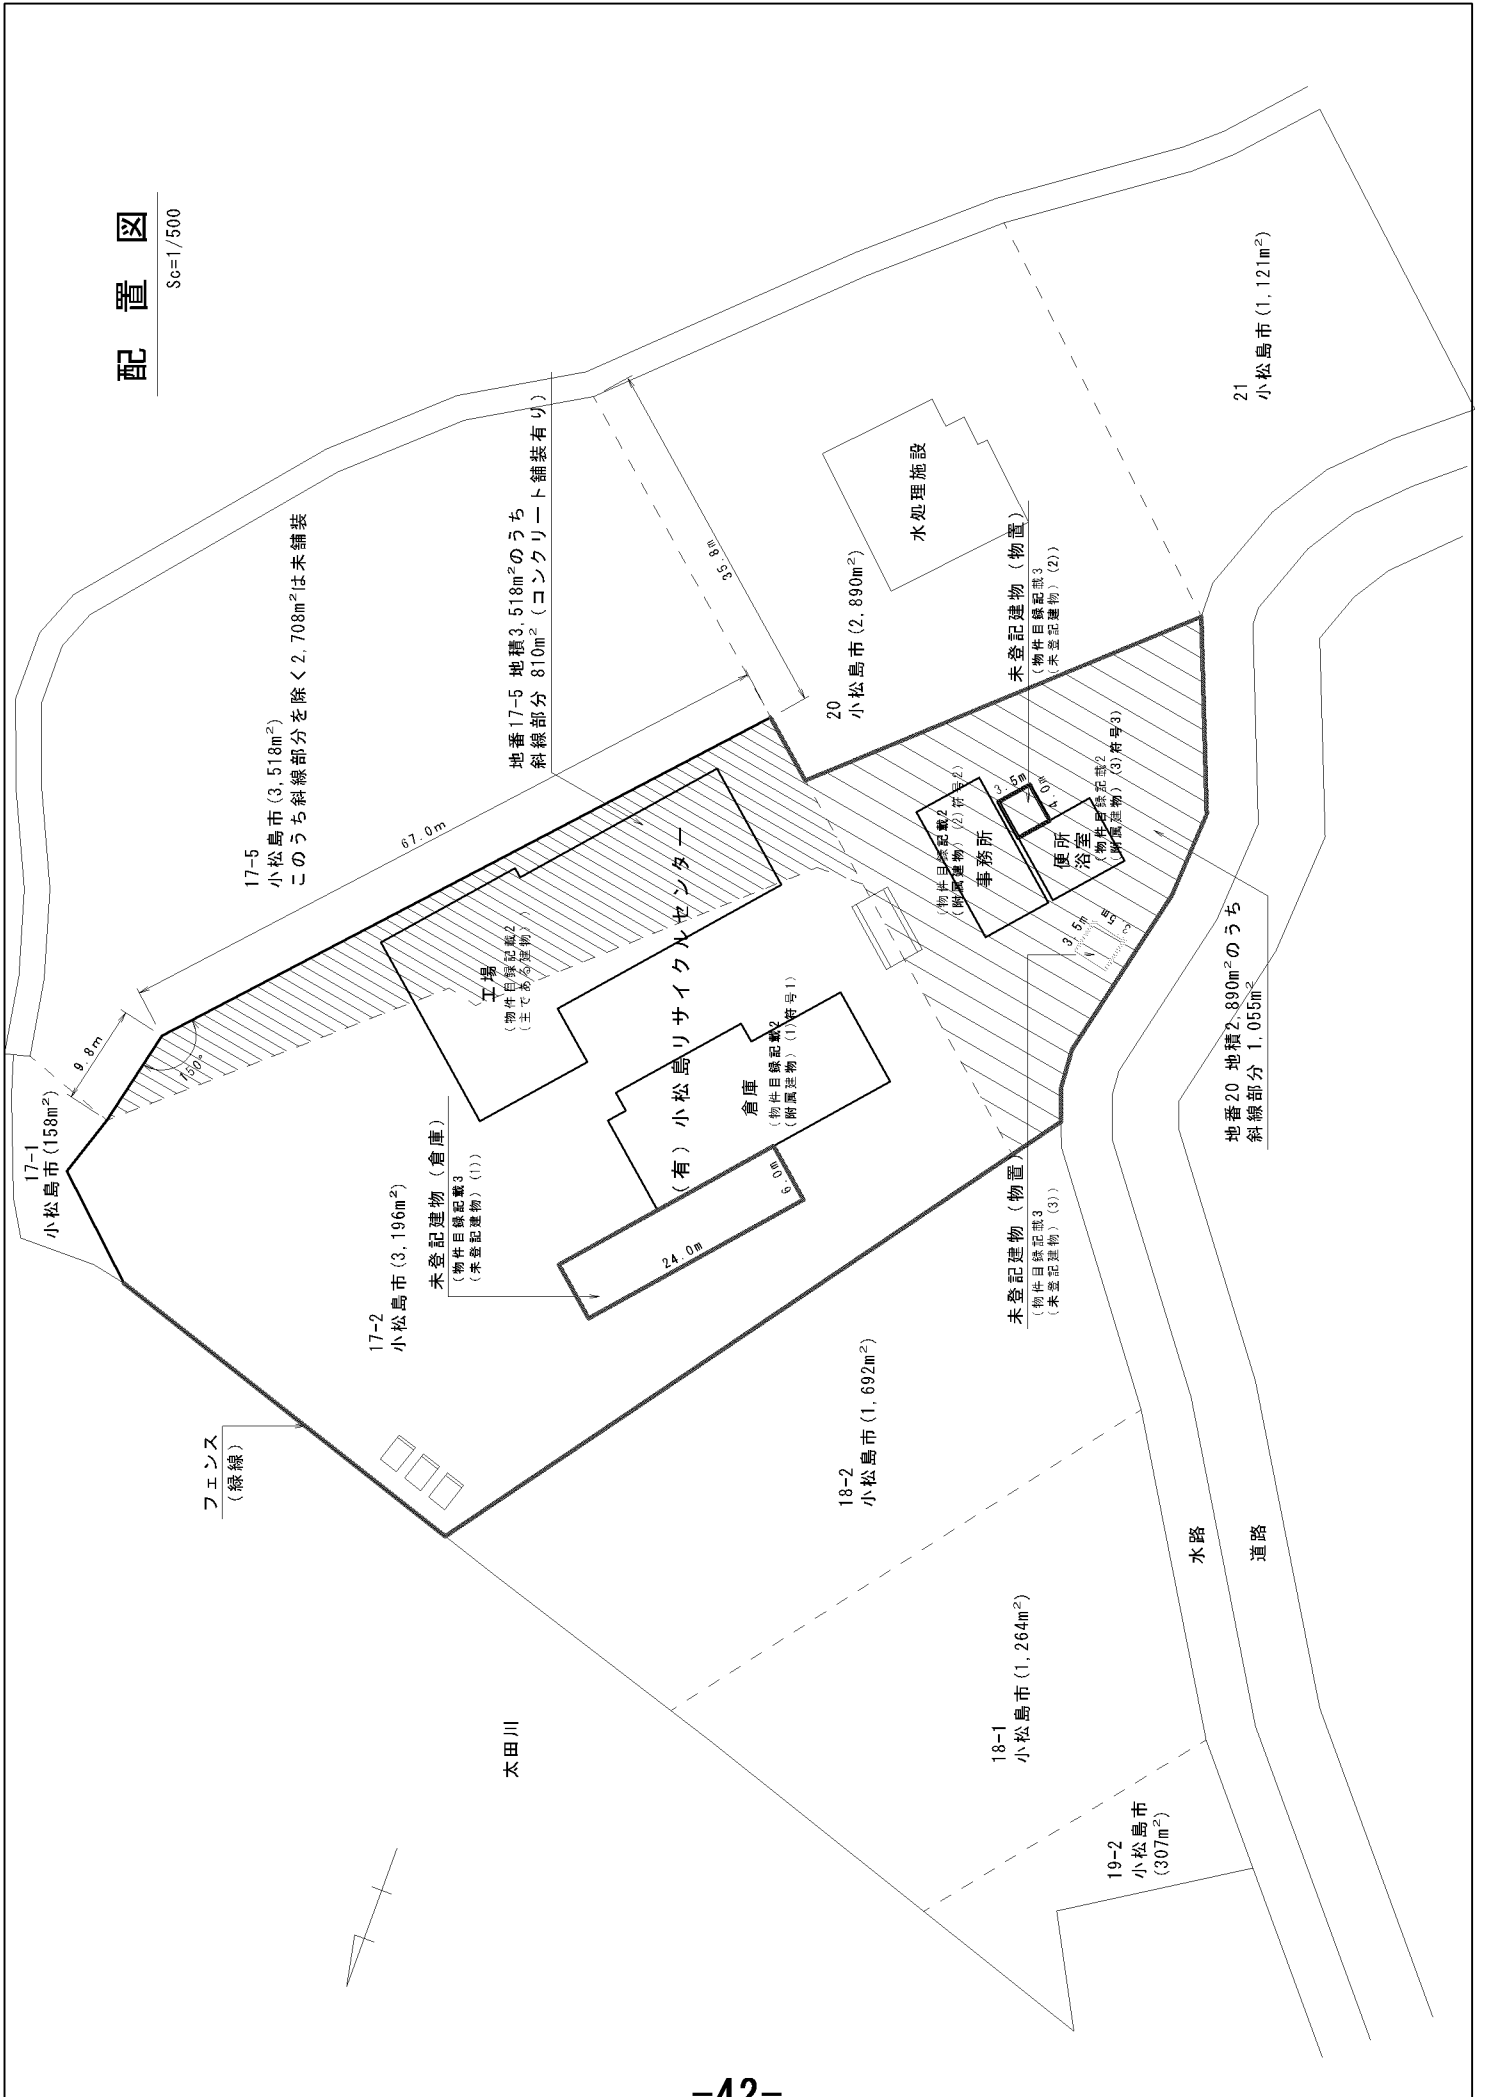 配置図
Sc=1/500
17-5
小松島市(3,518m²)
このうち斜線部分を除く2,708m²は未舗装
地番17-5 地積3,518m²のうち
斜線部分 810m²（コンクリート舗装有り）
67.0m
35.8m
9.8m
150°
17-1
小松島市(158m²)
水処理施設
20
小松島市(2,890m²)
21
小松島市(1,121m²)
未登記建物（物置）
(物件目録記載3
(未登記建物)(2))
工場
(物件目録記載2
(主である建物))
(有)小松島リサイクルセンター
(物件目録記載2
(附属建物)(2)符号2)
事務所
3.5m
4.0m
便所
浴室
(物件目録記載2
(附属建物)(3)符号3)
3.5m
倉庫
(物件目録記載2
(附属建物)(1)符号1)
地番20 地積2,890m²のうち
斜線部分 1,055m²
17-2
小松島市(3,196m²)
未登記建物（倉庫）
(物件目録記載3
(未登記建物)(1))
24.0m
6.0m
未登記建物（物置）
(物件目録記載3
(未登記建物)(3))
フェンス
(緑線)
18-2
小松島市(1,692m²)
水路
道路
太田川
18-1
小松島市(1,264m²)
19-2
小松島市
(307m²)
-42-